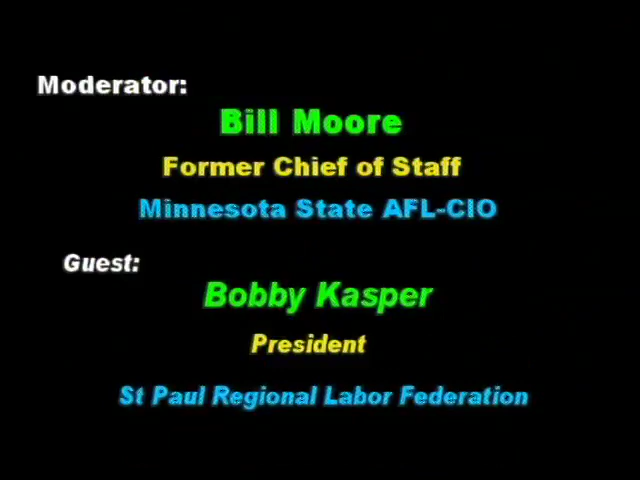 Moderator:
Bill Moore
Former Chief of Staff
Minnesota State AFL-CIO
Guest:
Bobby Kasper
President
St Paul Regional Labor Federation